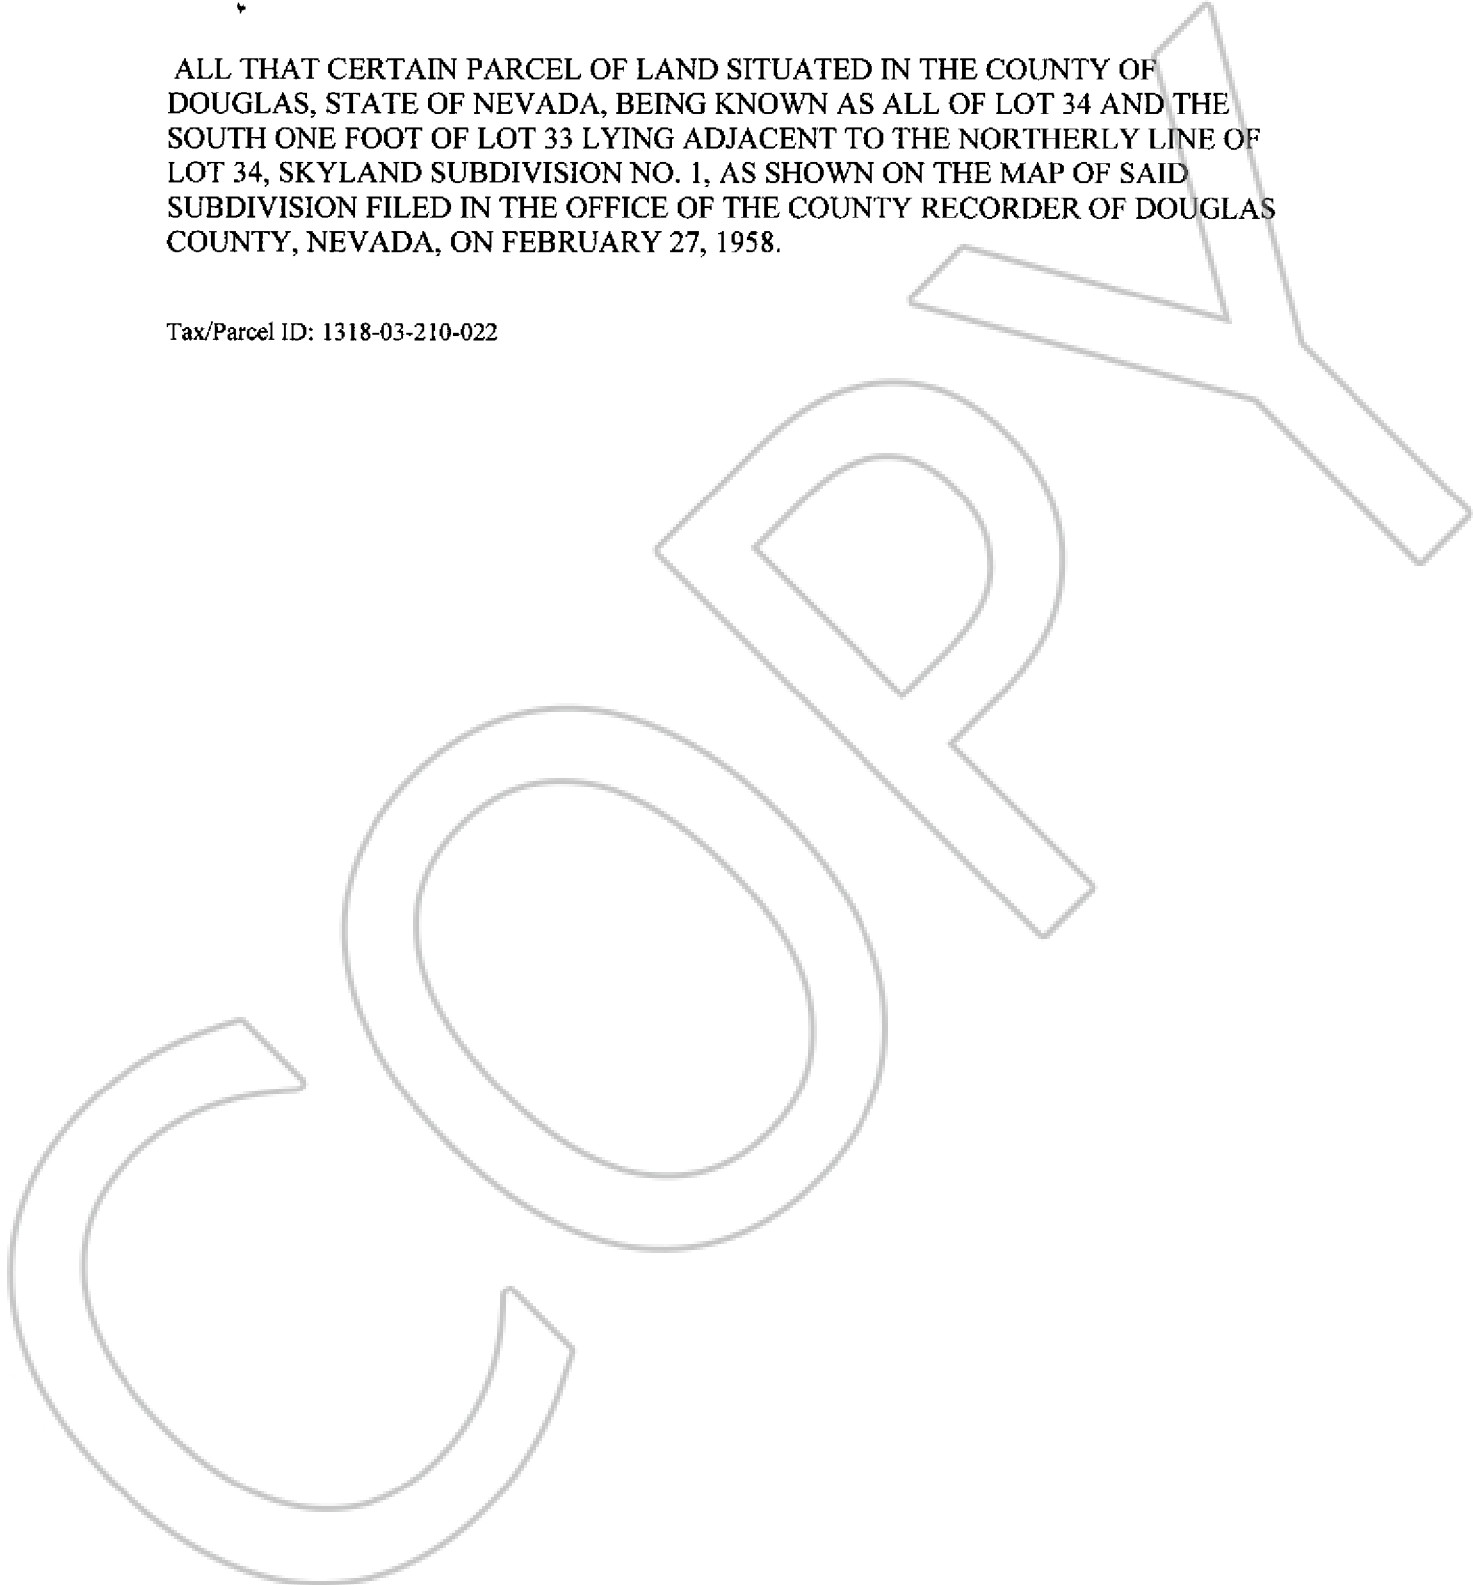 ALL THAT CERTAIN PARCEL OF LAND SITUATED IN THE COUNTY OF
DOUGLAS, STATE OF NEVADA, BEING KNOWN AS ALL OF LOT 34 AND THE
SOUTH ONE FOOT OF LOT 33 LYING ADJACENT TO THE NORTHERLY LINE OF
LOT 34, SKYLAND SUBDIVISION NO. 1, AS SHOWN ON THE MAP OF SAID
SUBDIVISION FILED IN THE OFFICE OF THE COUNTY RECORDER OF DOUGLAS
COUNTY, NEVADA, ON FEBRUARY 27, 1958.
Tax/Parcel ID: 1318-03-210-022
COPY